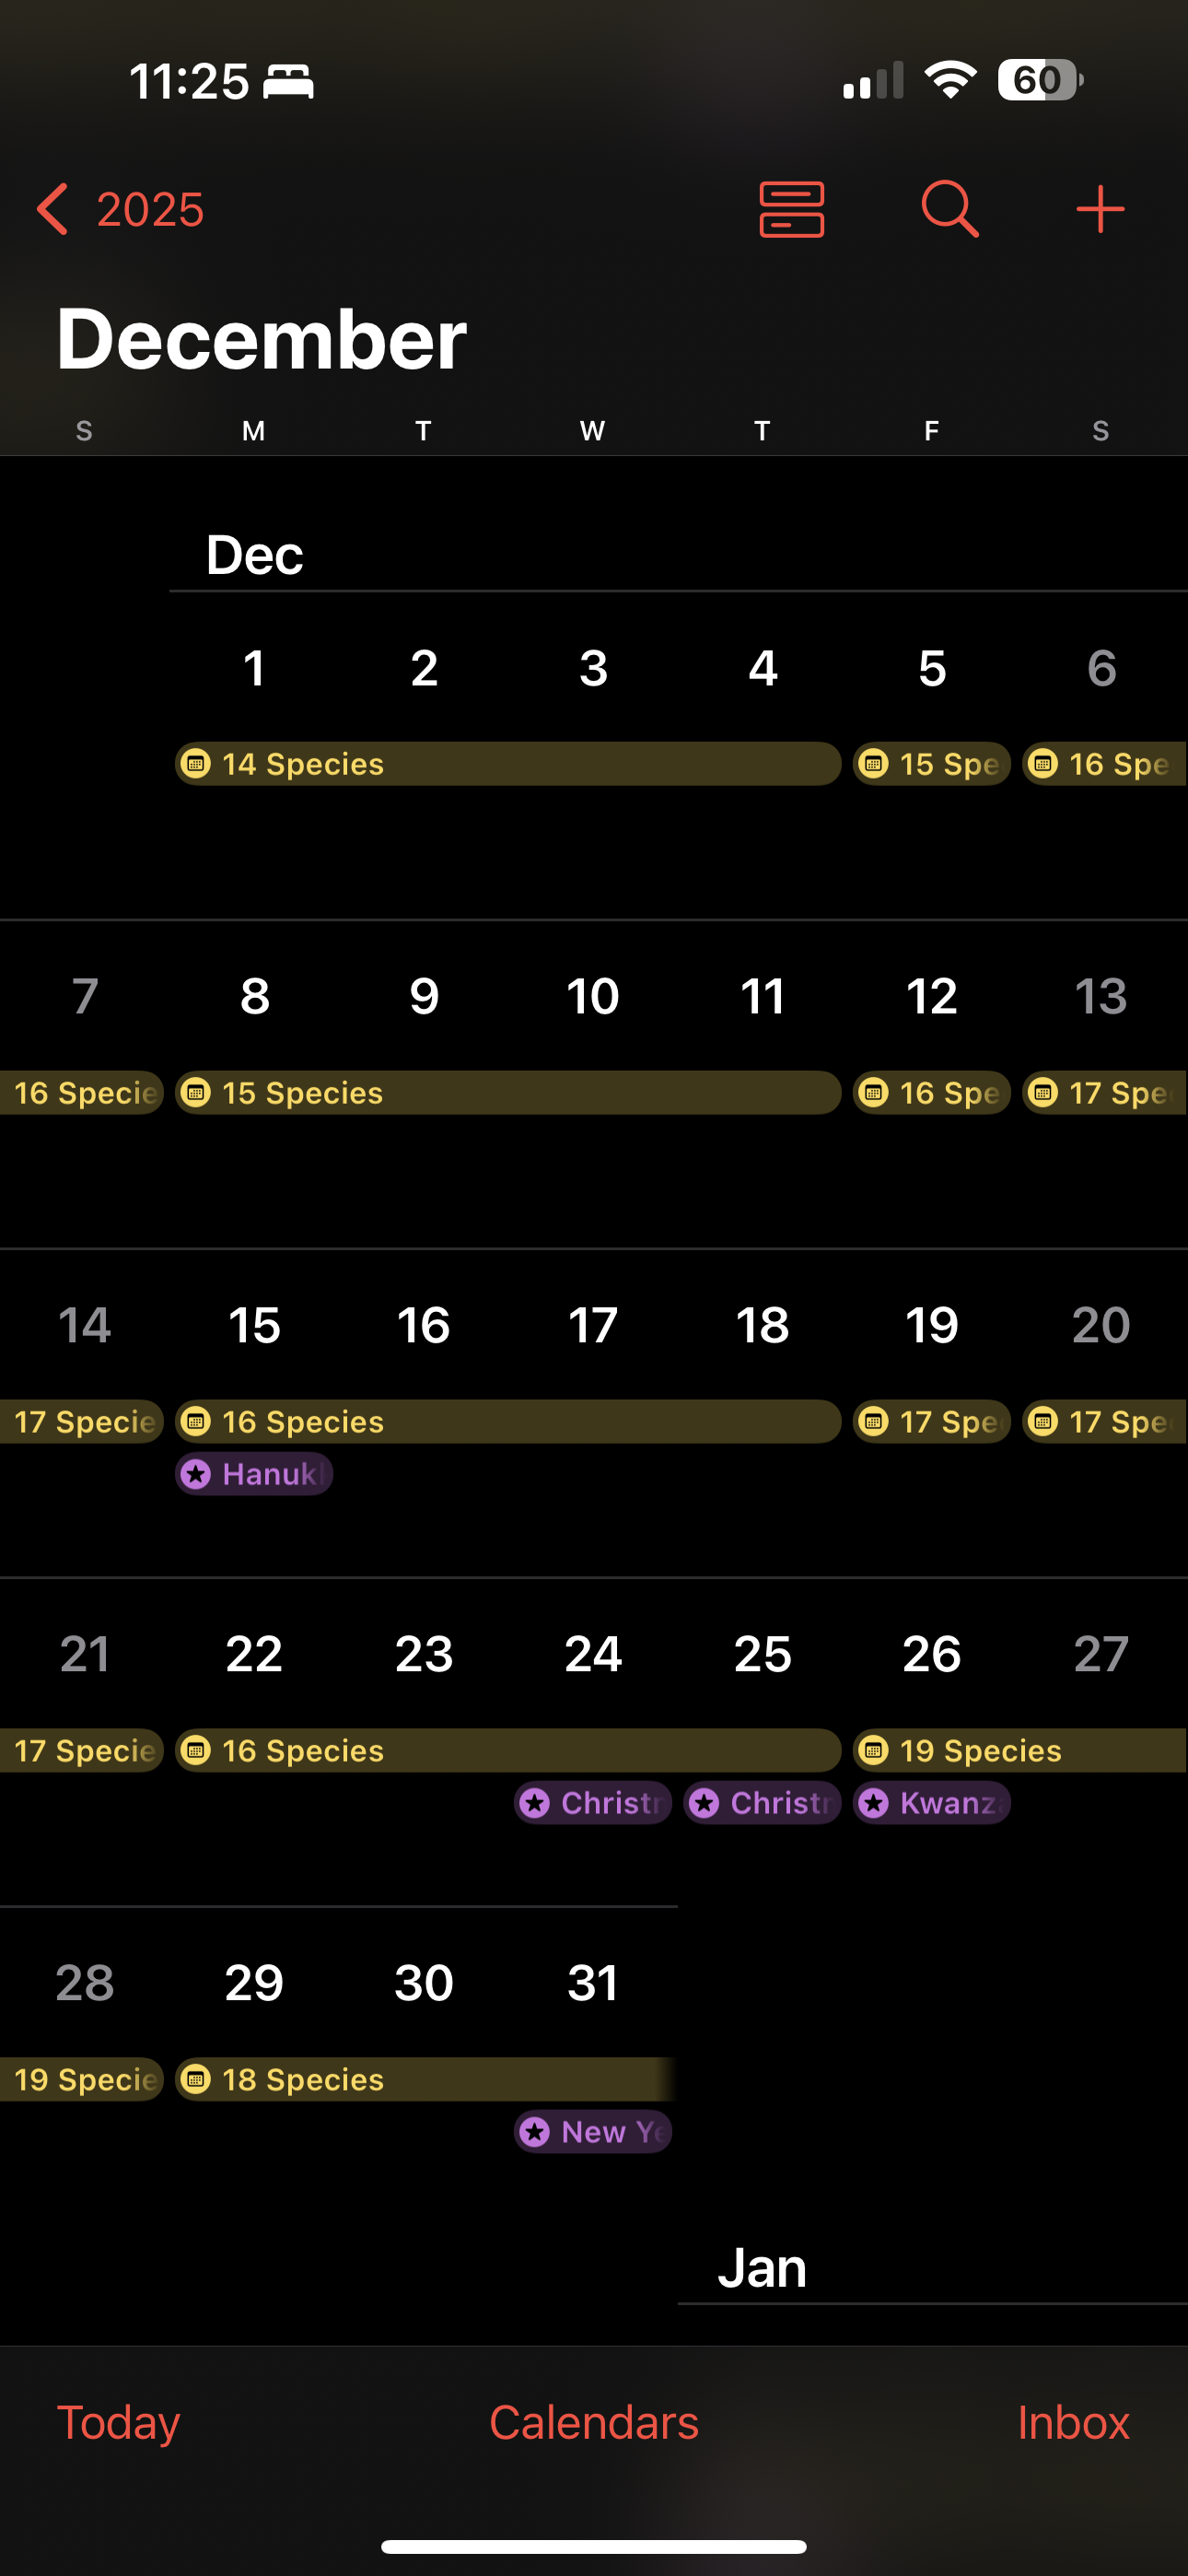 11:25 60
2025
December
S M T W T F S
Dec
1 2 3 4 5 6
14 Species 15 Spe 16 Spe
7 8 9 10 11 12 13
16 Specie 15 Species 16 Spe 17 Spe
14 15 16 17 18 19 20
17 Specie 16 Species 17 Spe 17 Spe
Hanuk
21 22 23 24 25 26 27
17 Specie 16 Species 19 Species
Christ Christ Kwanz
28 29 30 31
19 Specie 18 Species
New Ye
Jan
Today Calendars Inbox